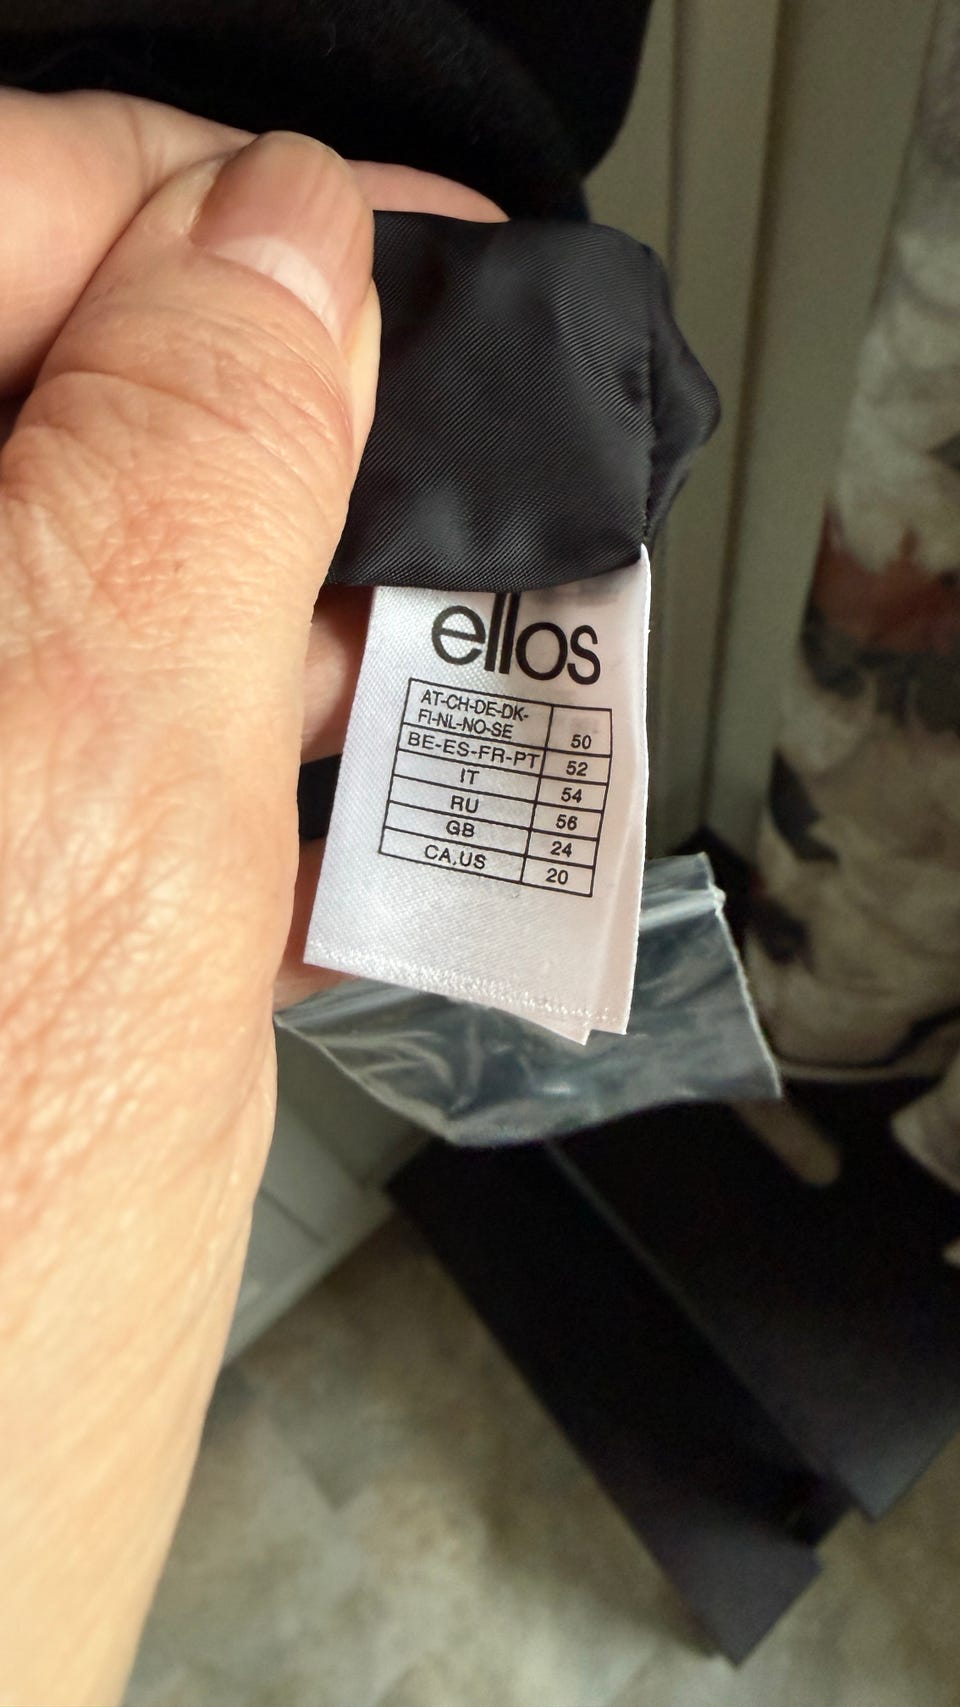 ellos
AT-CH-DE-DK-
FI-NL-NO-SE 50
BE-ES-FR-PT 52
IT 54
RU 56
GB 24
CA,US 20